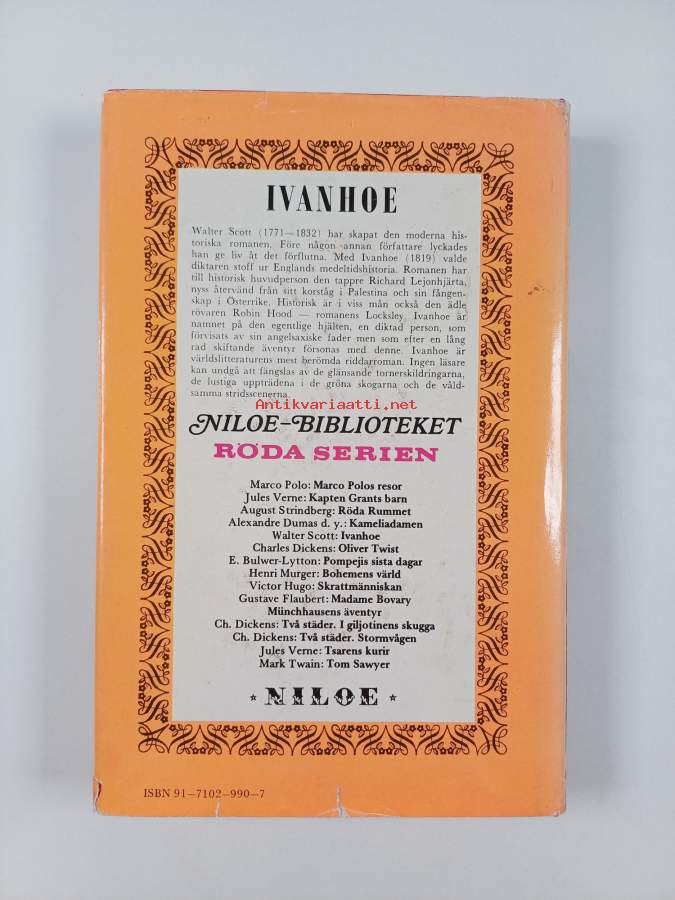 IVANHOE
Walter Scott (1771—1832) har skapat den moderna his-
toriska romanen. Före någon annan författare lyckades
han ge liv åt det förflutna. Med Ivanhoe (1819) valde
diktaren stoff ur Englands medeltidshistoria. Romanen har
till historisk huvudperson den tappre Richard Lejonhjärta,
nyss återvänd från sitt korståg i Palestina och sin fången-
skap i Österrike. Historisk är i viss mån också den ädle
rövaren Robin Hood — romanens Locksley. Ivanhoe är
namnet på den egentlige hjälten, en diktad person, som
förvisats av sin angelsaxiske fader men som efter en lång
rad skiftande äventyr försonas med denne. Ivanhoe är
världslitteraturens mest berömda riddarroman. Ingen läsare
kan undgå att fängslas av de glänsande tornerskildringarna,
de lustiga uppträdena i de gröna skogarna och de våld-
samma stridsscenerna.
Antikvariaatti.net
NILOE-BIBLIOTEKET
RÖDA SERIEN
Marco Polo: Marco Polos resor
Jules Verne: Kapten Grants barn
August Strindberg: Röda Rummet
Alexandre Dumas d. y.: Kameliadamen
Walter Scott: Ivanhoe
Charles Dickens: Oliver Twist
E. Bulwer-Lytton: Pompejis sista dagar
Henri Murger: Bohemens värld
Victor Hugo: Skrattmänniskan
Gustave Flaubert: Madame Bovary
Münchhausens äventyr
Ch. Dickens: Två städer. I giljotinens skugga
Ch. Dickens: Två städer. Stormvågen
Jules Verne: Tsarens kurir
Mark Twain: Tom Sawyer
* NILOE *
ISBN 91-7102-990-7